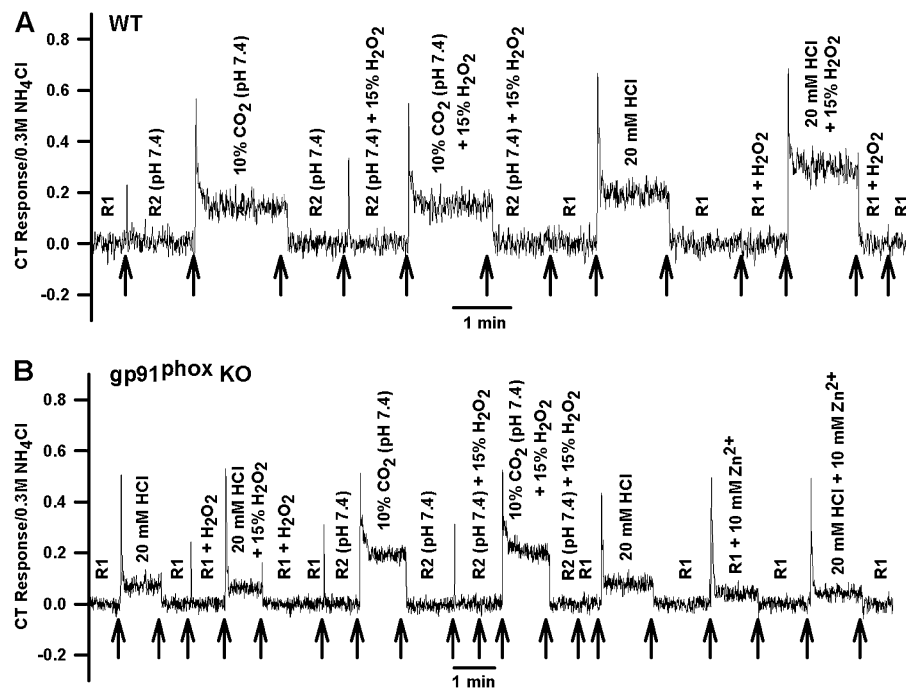 A
WT
CT Response/0.3M NH₄Cl
0.8
0.6
0.4
0.2
0.0
-0.2
R1
R2 (pH 7.4)
10% CO₂ (pH 7.4)
R2 (pH 7.4)
R2 (pH 7.4) + 15% H₂O₂
10% CO₂ (pH 7.4)
+ 15% H₂O₂
R2 (pH 7.4) + 15% H₂O₂
R1
20 mM HCl
R1
R1 + H₂O₂
20 mM HCl
+ 15% H₂O₂
R1 + H₂O₂
R1
1 min
B
gp91ᵖʰᵒˣ KO
CT Response/0.3M NH₄Cl
0.8
0.6
0.4
0.2
0.0
-0.2
R1
20 mM HCl
R1
R1 + H₂O₂
20 mM HCl
+ 15% H₂O₂
R1 + H₂O₂
R1
R2 (pH 7.4)
10% CO₂ (pH 7.4)
R2 (pH 7.4)
R2 (pH 7.4) + 15% H₂O₂
10% CO₂ (pH 7.4)
+ 15% H₂O₂
R2 (pH 7.4) + 15% H₂O₂
R1
20 mM HCl
R1
R1 + 10 mM Zn²⁺
R1
20 mM HCl + 10 mM Zn²⁺
R1
1 min